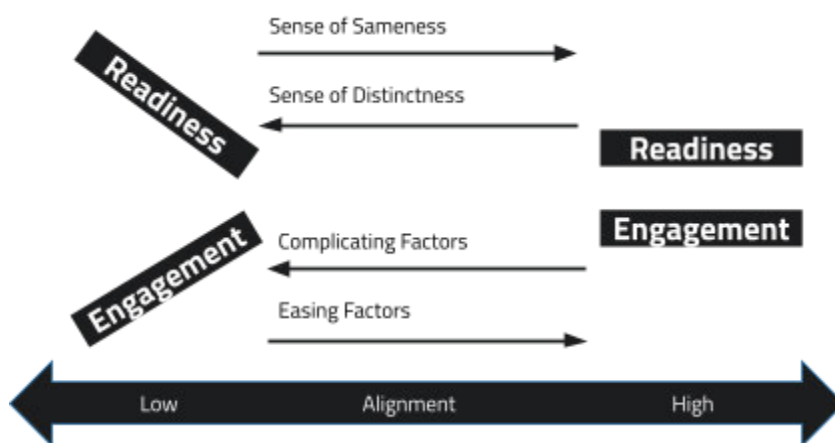 Sense of Sameness
Readiness
Sense of Distinctness
Readiness
Engagement
Engagement
Complicating Factors
Easing Factors
Low Alignment High